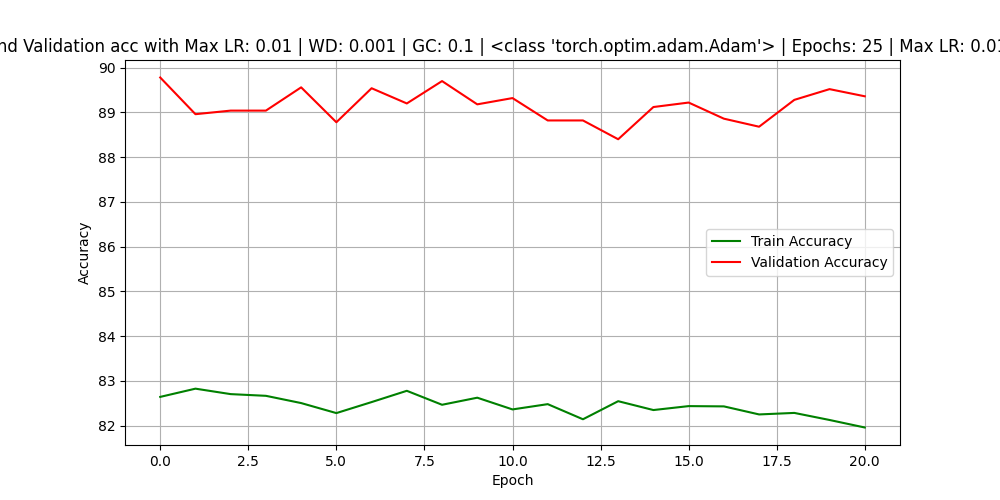 nd Validation acc with Max LR: 0.01 | WD: 0.001 | GC: 0.1 | <class 'torch.optim.adam.Adam'> | Epochs: 25 | Max LR: 0.01
90
89
88
87
86
85
84
83
82
Accuracy
Train Accuracy
Validation Accuracy
0.0 2.5 5.0 7.5 10.0 12.5 15.0 17.5 20.0
Epoch